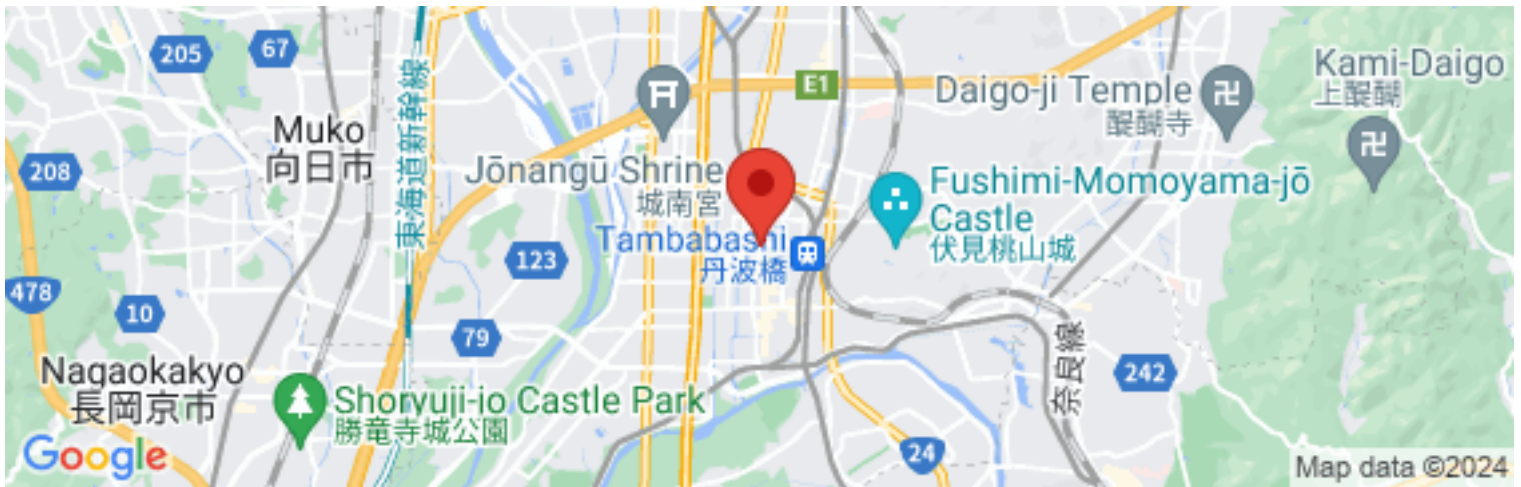 205
67
E1
Kami-Daigo
上醍醐
Daigo-ji Temple
醍醐寺
Muko
向日市
東海道新幹線
208
Jōnangū Shrine
城南宮
Fushimi-Momoyama-jō
Castle
伏見桃山城
Tambabashi
丹波橋
123
478
10
79
奈良線
242
Nagaokakyo
長岡京市
Shoryuji-jo Castle Park
勝竜寺城公園
24
Google
Map data ©2024